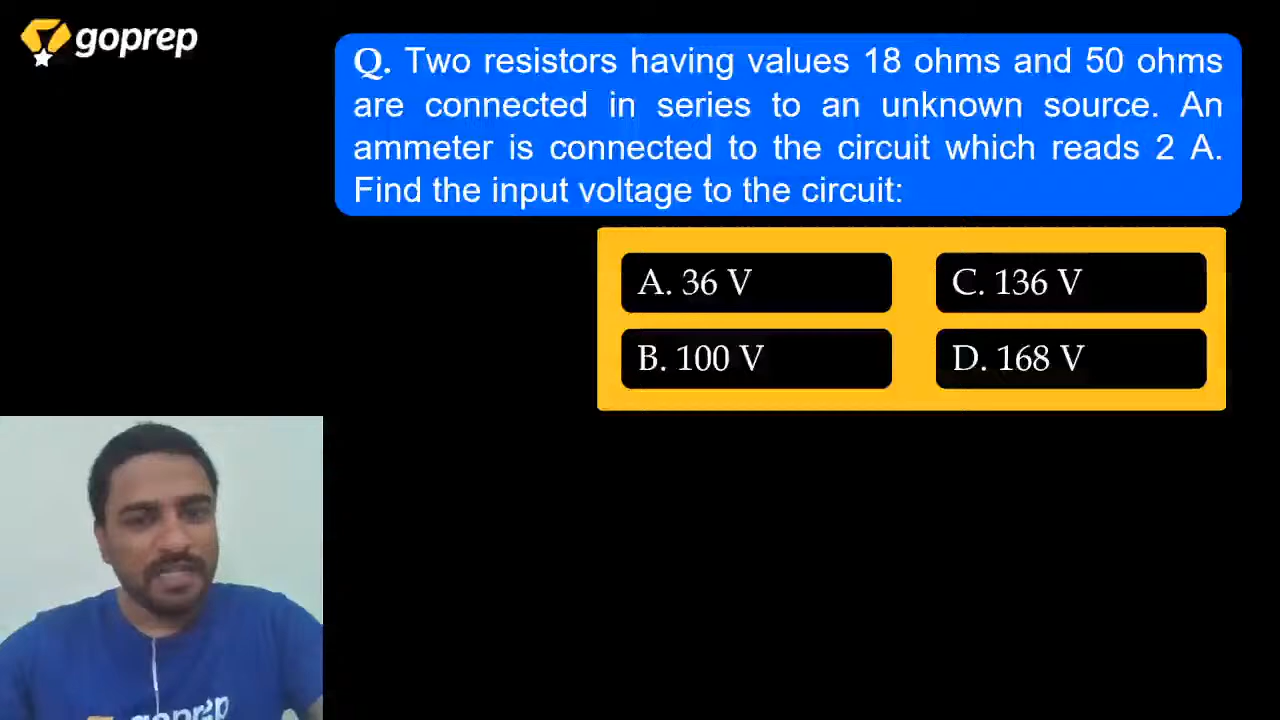 goprep
Q. Two resistors having values 18 ohms and 50 ohms
are connected in series to an unknown source. An
ammeter is connected to the circuit which reads 2 A.
Find the input voltage to the circuit:
A. 36 V
C. 136 V
B. 100 V
D. 168 V
goprep